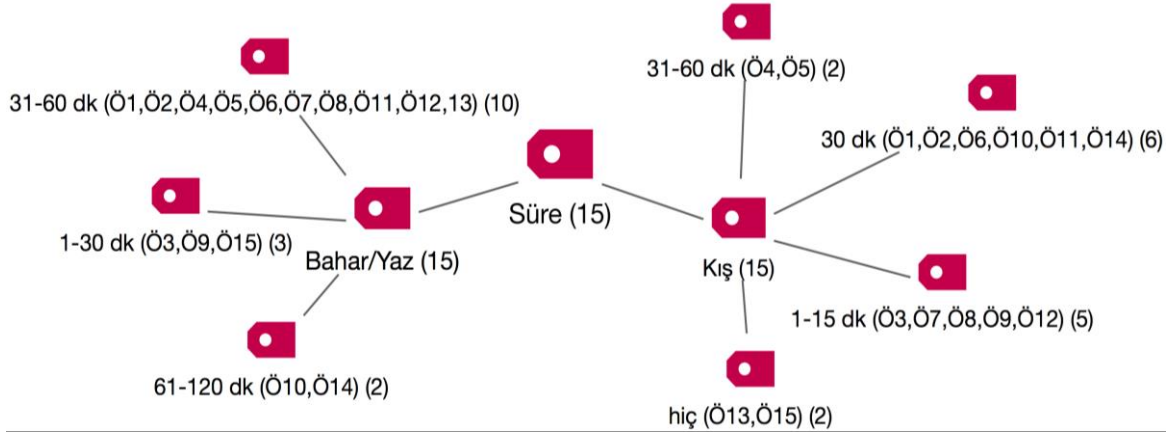 31-60 dk (Ö4,Ö5) (2)
31-60 dk (Ö1,Ö2,Ö4,Ö5,Ö6,Ö7,Ö8,Ö11,Ö12,13) (10)
30 dk (Ö1,Ö2,Ö6,Ö10,Ö11,Ö14) (6)
Süre (15)
1-30 dk (Ö3,Ö9,Ö15) (3)
Bahar/Yaz (15)
Kış (15)
1-15 dk (Ö3,Ö7,Ö8,Ö9,Ö12) (5)
61-120 dk (Ö10,Ö14) (2)
hiç (Ö13,Ö15) (2)